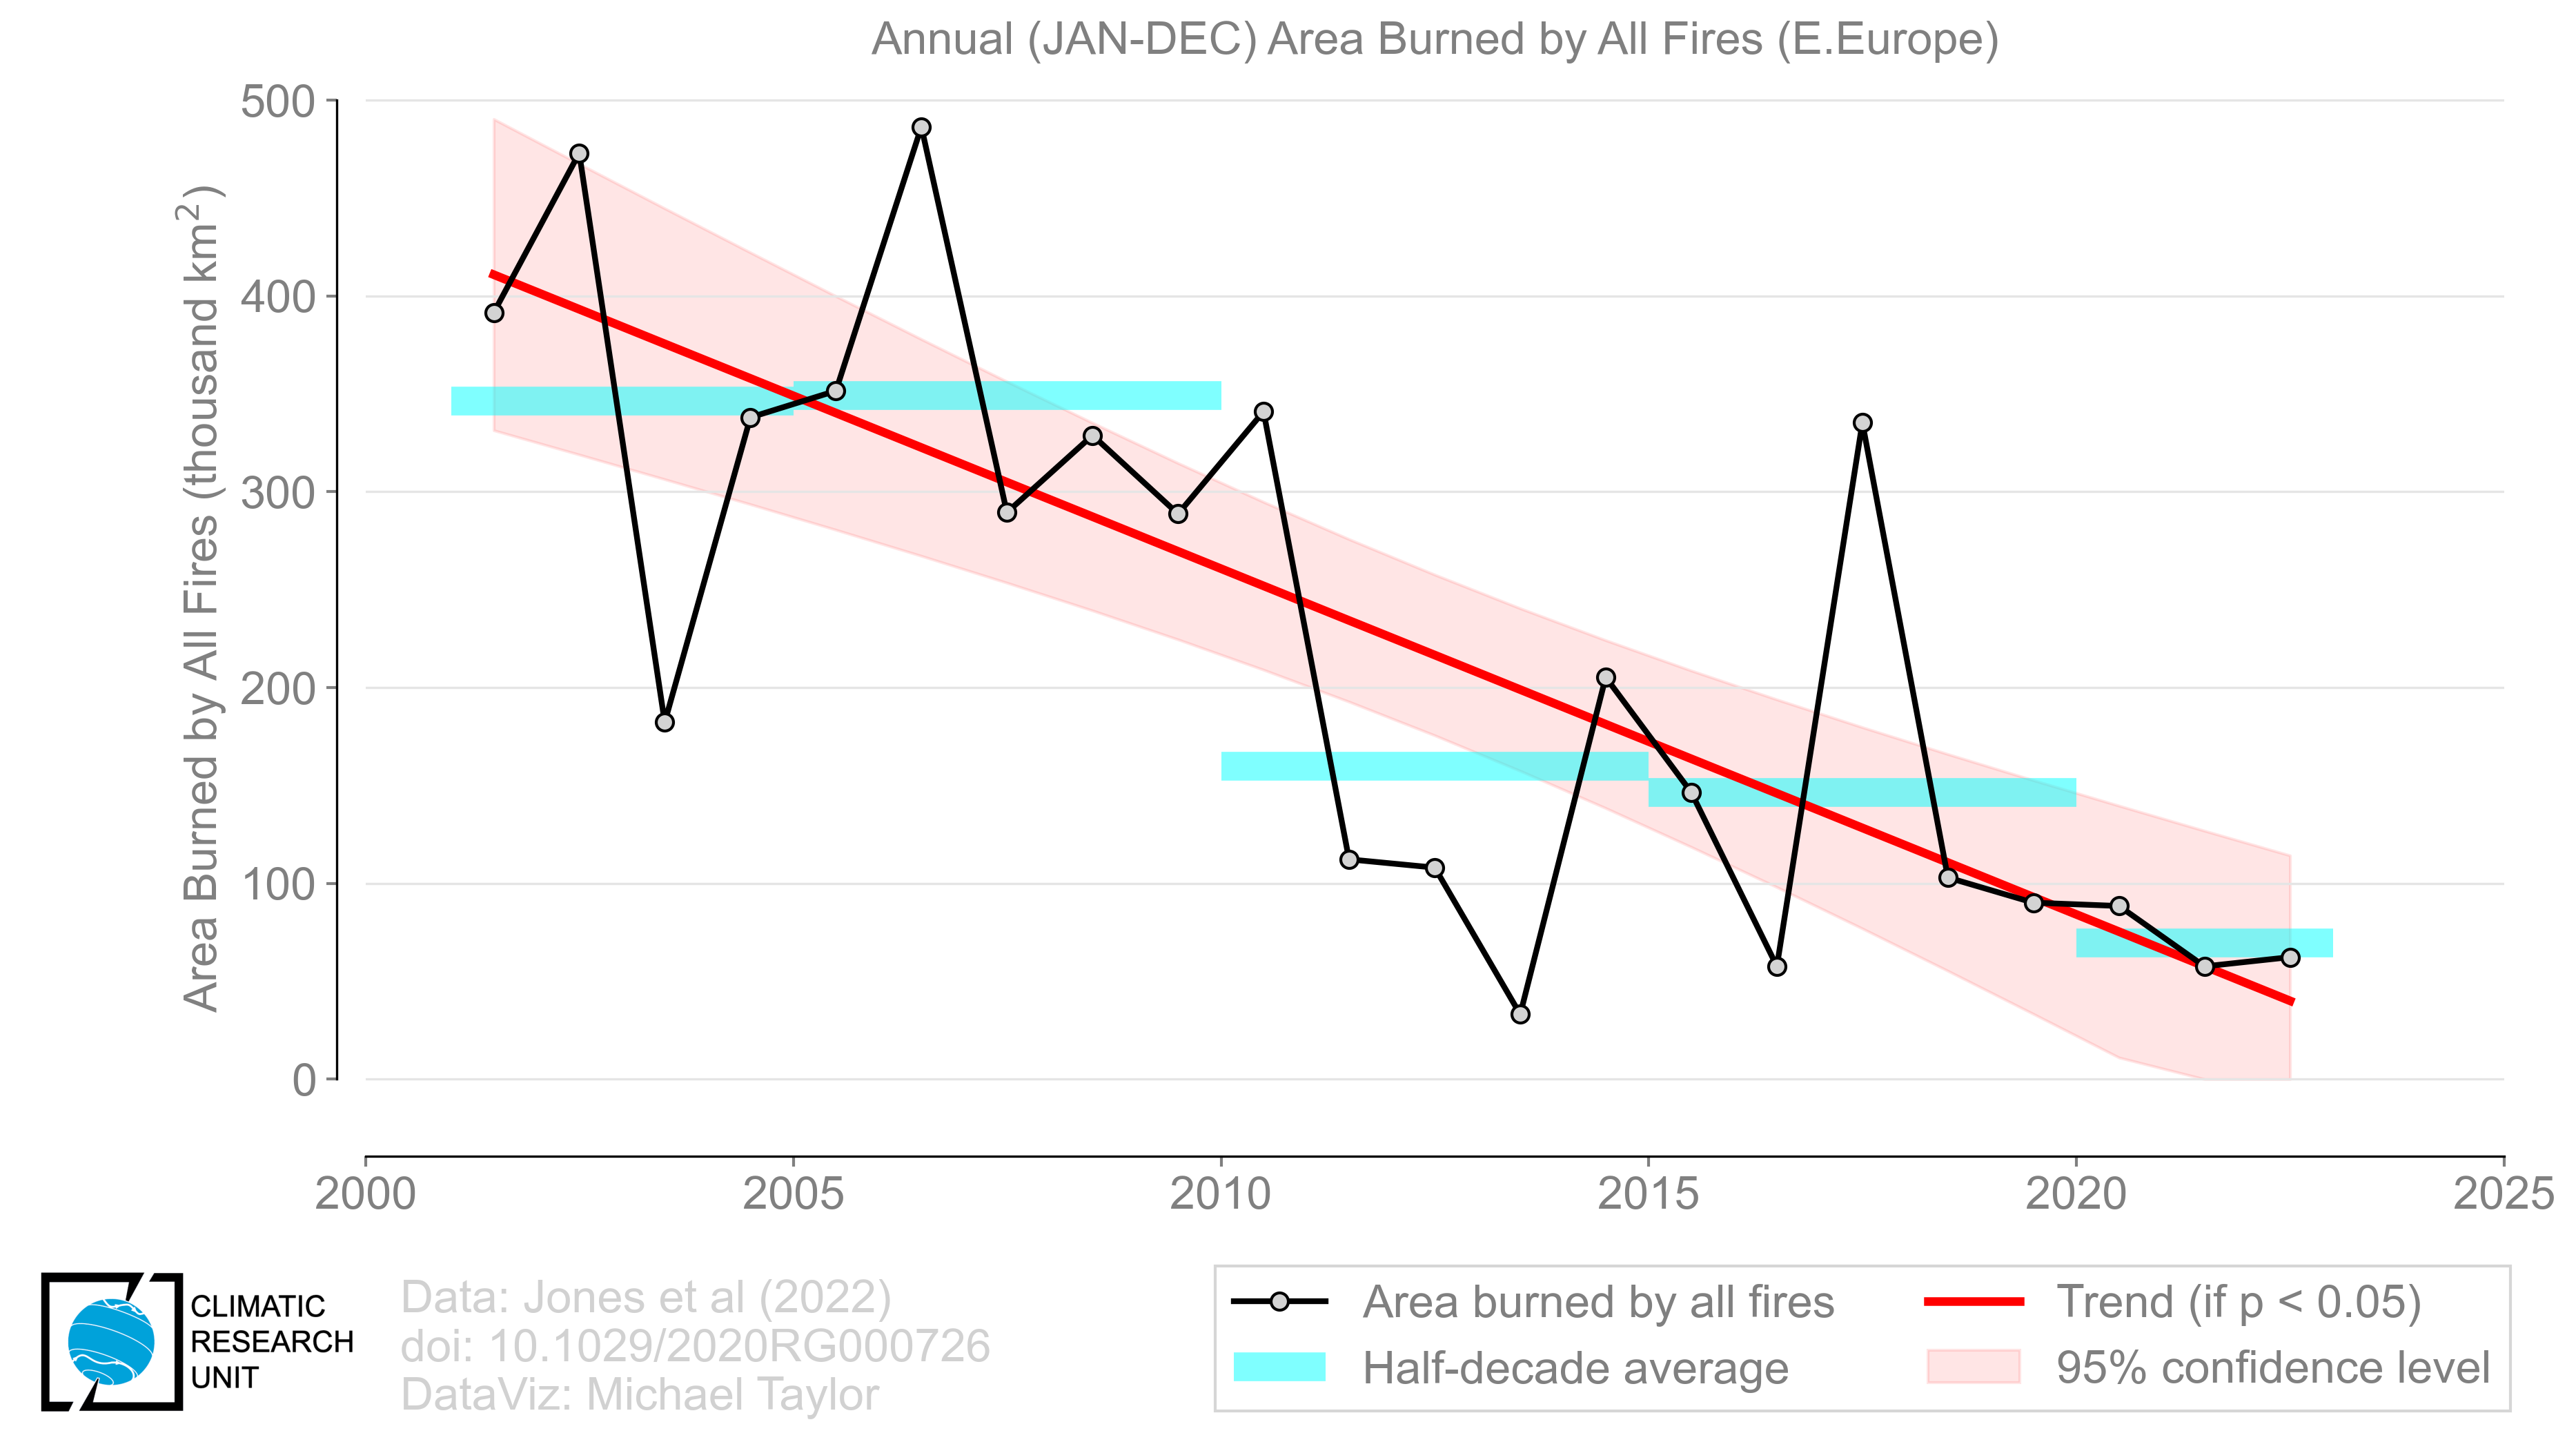 Annual (JAN-DEC) Area Burned by All Fires (E.Europe)
Area Burned by All Fires (thousand km²)
500
400
300
200
100
0
2000 2005 2010 2015 2020 2025
CLIMATIC
RESEARCH
UNIT
Data: Jones et al (2022)
doi: 10.1029/2020RG000726
DataViz: Michael Taylor
Area burned by all fires
Half-decade average
Trend (if p < 0.05)
95% confidence level